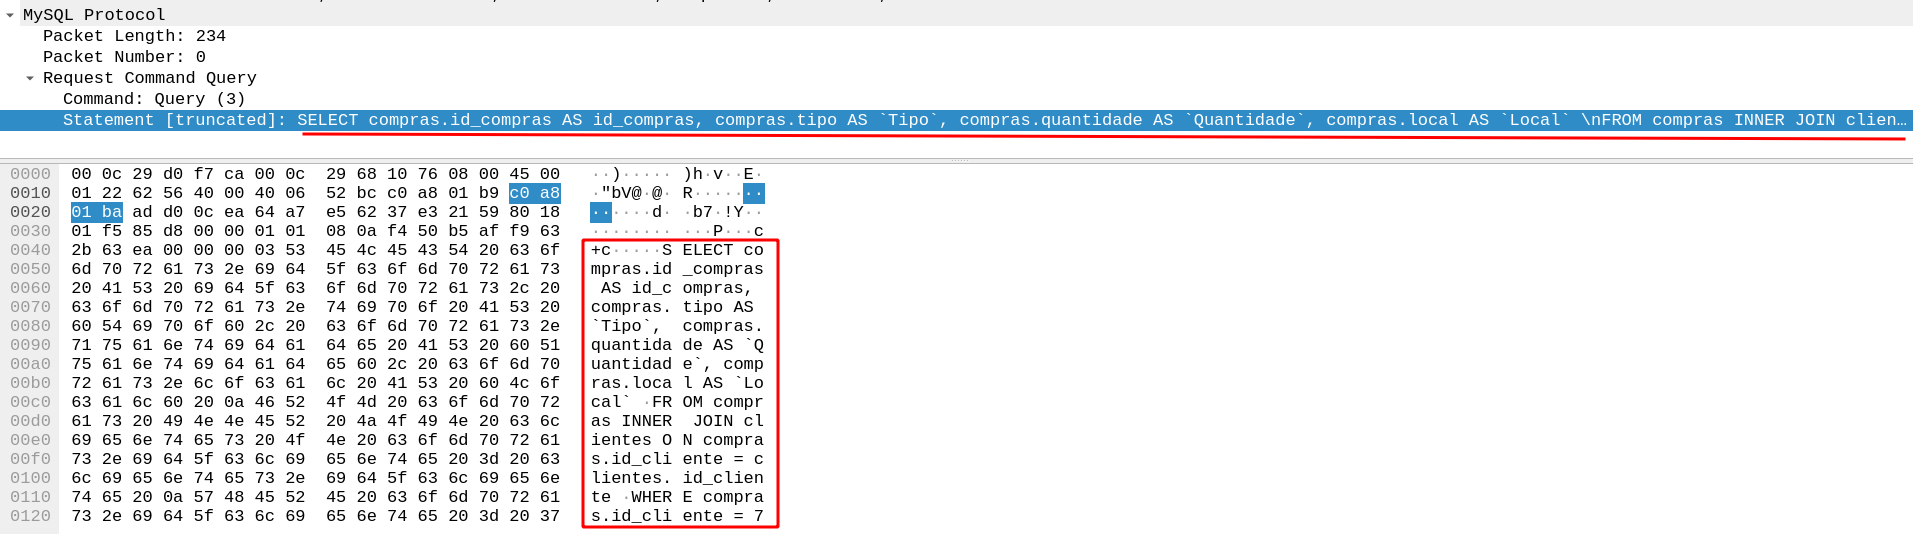 MySQL Protocol
Packet Length: 234
Packet Number: 0
Request Command Query
Command: Query (3)
Statement [truncated]: SELECT compras.id_compras AS id_compras, compras.tipo AS `Tipo`, compras.quantidade AS `Quantidade`, compras.local AS `Local` \nFROM compras INNER JOIN clien…
0000 00 0c 29 d0 f7 ca 00 0c 29 68 10 76 08 00 45 00 ··)····· )h·v··E·
0010 01 22 62 56 40 00 40 06 52 bc c0 a8 01 b9 c0 a8 ·"bV@·@· R·······
0020 01 ba ad d0 0c ea 64 a7 e5 62 37 e3 21 59 80 18 ······d· ·b7·!Y··
0030 01 f5 85 d8 00 00 01 01 08 0a f4 50 b5 af f9 63 ········ ···P···c
0040 2b 63 ea 00 00 00 03 53 45 4c 45 43 54 20 63 6f +c·····S ELECT co
0050 6d 70 72 61 73 2e 69 64 5f 63 6f 6d 70 72 61 73 mpras.id _compras
0060 20 41 53 20 69 64 5f 63 6f 6d 70 72 61 73 2c 20 AS id_c ompras,
0070 63 6f 6d 70 72 61 73 2e 74 69 70 6f 20 41 53 20 compras. tipo AS
0080 60 54 69 70 6f 60 2c 20 63 6f 6d 70 72 61 73 2e `Tipo`, compras.
0090 71 75 61 6e 74 69 64 61 64 65 20 41 53 20 60 51 quantida de AS `Q
00a0 75 61 6e 74 69 64 61 64 65 60 2c 20 63 6f 6d 70 uantidad e`, comp
00b0 72 61 73 2e 6c 6f 63 61 6c 20 41 53 20 60 4c 6f ras.loca l AS `Lo
00c0 63 61 6c 60 20 0a 46 52 4f 4d 20 63 6f 6d 70 72 cal` ·FR OM compr
00d0 61 73 20 49 4e 4e 45 52 20 4a 4f 49 4e 20 63 6c as INNER JOIN cl
00e0 69 65 6e 74 65 73 20 4f 4e 20 63 6f 6d 70 72 61 ientes O N compra
00f0 73 2e 69 64 5f 63 6c 69 65 6e 74 65 20 3d 20 63 s.id_cli ente = c
0100 6c 69 65 6e 74 65 73 2e 69 64 5f 63 6c 69 65 6e lientes. id_clien
0110 74 65 20 0a 57 48 45 52 45 20 63 6f 6d 70 72 61 te ·WHER E compra
0120 73 2e 69 64 5f 63 6c 69 65 6e 74 65 20 3d 20 37 s.id_cli ente = 7